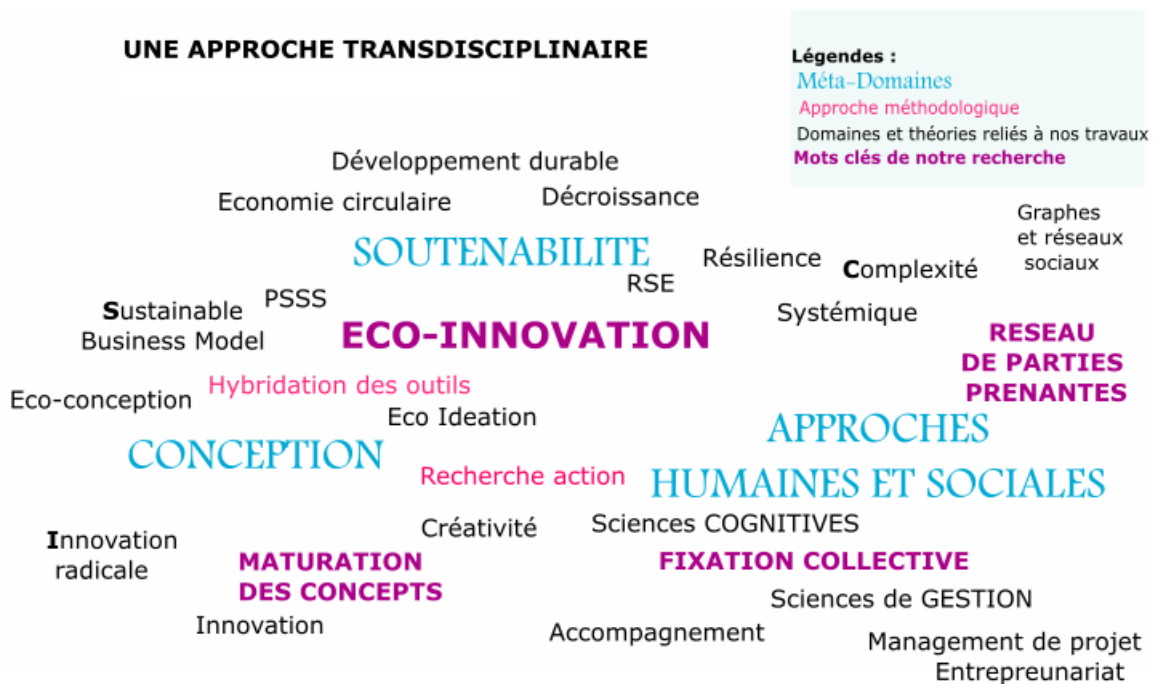 UNE APPROCHE TRANSDISCIPLINAIRE
Légendes :
Méta-Domaines
Approche méthodologique
Domaines et théories reliés à nos travaux
Mots clés de notre recherche
Développement durable
Economie circulaire
Décroissance
Graphes
et réseaux
sociaux
SOUTENABILITE
Résilience
Complexité
RSE
PSSS
Sustainable
Business Model
Systémique
ECO-INNOVATION
RESEAU
DE PARTIES
PRENANTES
Hybridation des outils
Eco-conception
Eco Ideation
CONCEPTION
APPROCHES
HUMAINES ET SOCIALES
Recherche action
Créativité
Sciences COGNITIVES
Innovation
radicale
MATURATION
DES CONCEPTS
FIXATION COLLECTIVE
Sciences de GESTION
Innovation
Accompagnement
Management de projet
Entrepreunariat